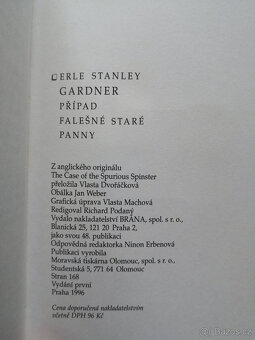 ERLE STANLEY
GARDNER
PŘÍPAD
FALEŠNÉ STARÉ
PANNY
Z anglického originálu
The Case of the Spurious Spinster
přeložila Vlasta Dvořáčková
Obálka Jan Weber
Grafická úprava Vlasta Machová
Redigoval Richard Podaný
Vydalo nakladatelství BRÁNA, spol. s r. o.,
Blanická 25, 121 20 Praha 2,
jako svou 48. publikaci
Odpovědná redaktorka Ninon Erbenová
Publikaci vyrobila
Moravská tiskárna Olomouc, spol. s r. o.,
Studentská 5, 771 64 Olomouc
Stran 168
Vydání první
Praha 1996
Cena doporučená nakladatelstvím
včetně DPH 96 Kč